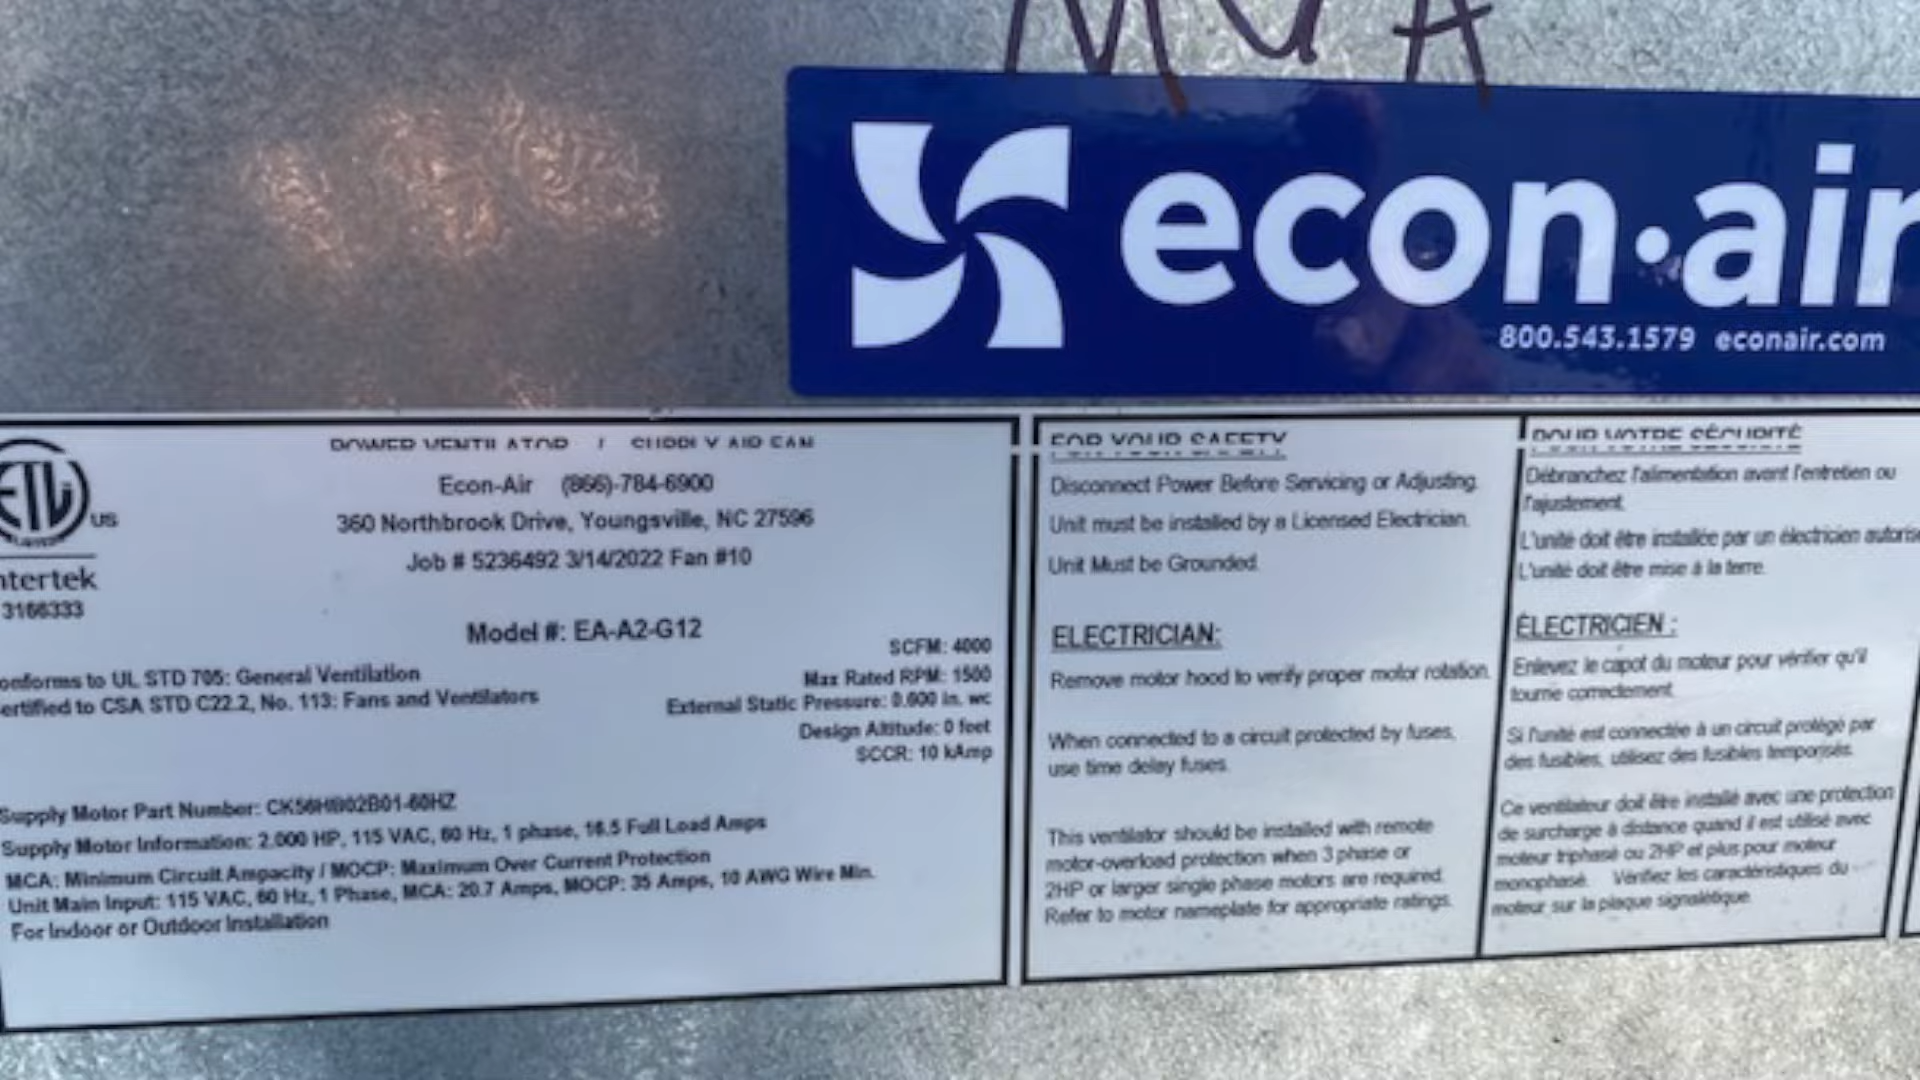 MUA
econ·air
800.543.1579 econair.com
ETL
US
LISTED
ntertek
3166333
POWER VENTILATOR / SUPPLY AIR FAN
Econ-Air (866)-784-6900
360 Northbrook Drive, Youngsville, NC 27596
Job # 5236492 3/14/2022 Fan #10
Model #: EA-A2-G12
SCFM: 4000
Max Rated RPM: 1500
External Static Pressure: 0.600 in. wc
Design Altitude: 0 feet
SCCR: 10 kAmp
onforms to UL STD 705: General Ventilation
ertified to CSA STD C22.2, No. 113: Fans and Ventilators
Supply Motor Part Number: CK56HB02B01-60HZ
Supply Motor Information: 2.000 HP, 115 VAC, 60 Hz, 1 phase, 16.5 Full Load Amps
MCA: Minimum Circuit Ampacity / MOCP: Maximum Over Current Protection
Unit Main Input: 115 VAC, 60 Hz, 1 Phase, MCA: 20.7 Amps, MOCP: 35 Amps, 10 AWG Wire Min.
For Indoor or Outdoor Installation
FOR YOUR SAFETY
Disconnect Power Before Servicing or Adjusting.
Unit must be installed by a Licensed Electrician.
Unit Must be Grounded.
ELECTRICIAN:
Remove motor hood to verify proper motor rotation.
When connected to a circuit protected by fuses,
use time delay fuses.
This ventilator should be installed with remote
motor-overload protection when 3 phase or
2HP or larger single phase motors are required.
Refer to motor nameplate for appropriate ratings.
POUR VOTRE SÉCURITÉ
Débranchez l'alimentation avant l'entretien ou
l'ajustement.
L'unité doit être installée par un électricien autoris
L'unité doit être mise à la terre.
ÉLECTRICIEN :
Enlevez le capot du moteur pour vérifier qu'il
tourne correctement.
Si l'unité est connectée à un circuit protégé par
des fusibles, utilisez des fusibles temporisés.
Ce ventilateur doit être installé avec une protection
de surcharge à distance quand il est utilisé avec
moteur triphasé ou 2HP et plus pour moteur
monophasé. Vérifiez les caractéristiques du
moteur sur la plaque signalétique.